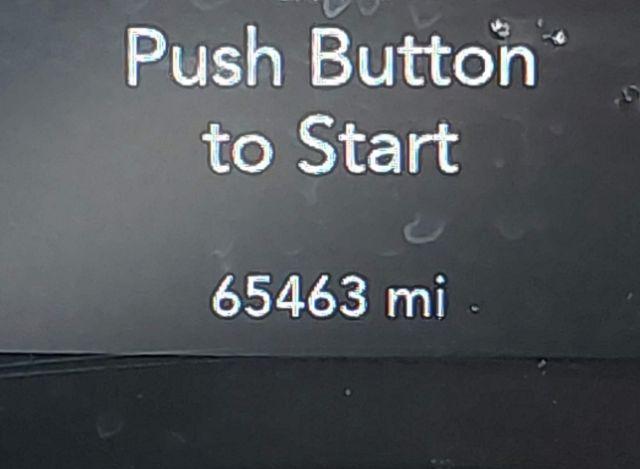 Push Button
to Start
65463 mi